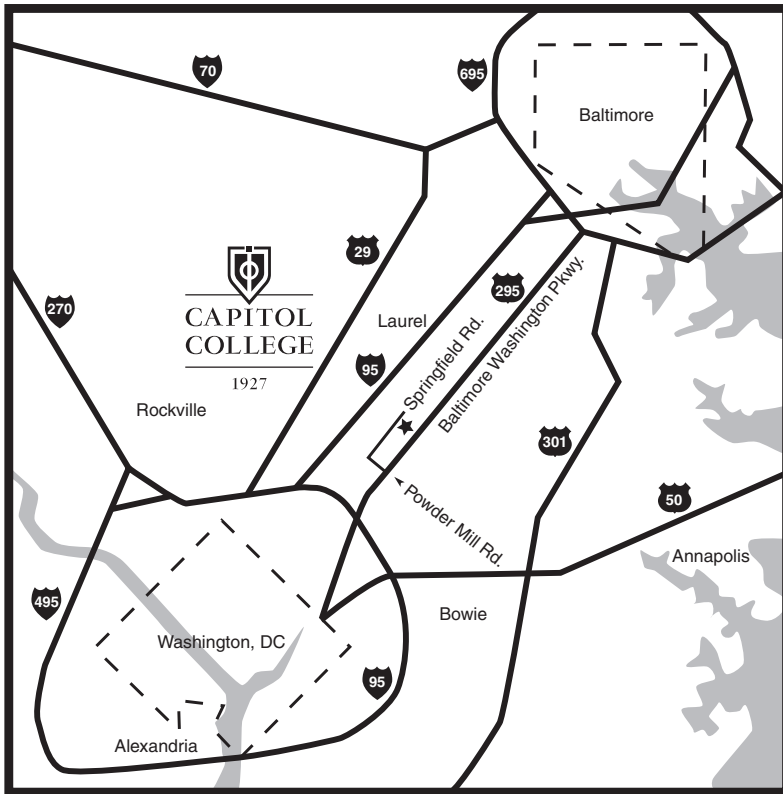 70
695
Baltimore
29
CAPITOL
COLLEGE
1927
270
Laurel
295
95
Springfield Rd.
Baltimore Washington Pkwy.
Rockville
301
Powder Mill Rd.
50
Annapolis
495
Bowie
Washington, DC
95
Alexandria